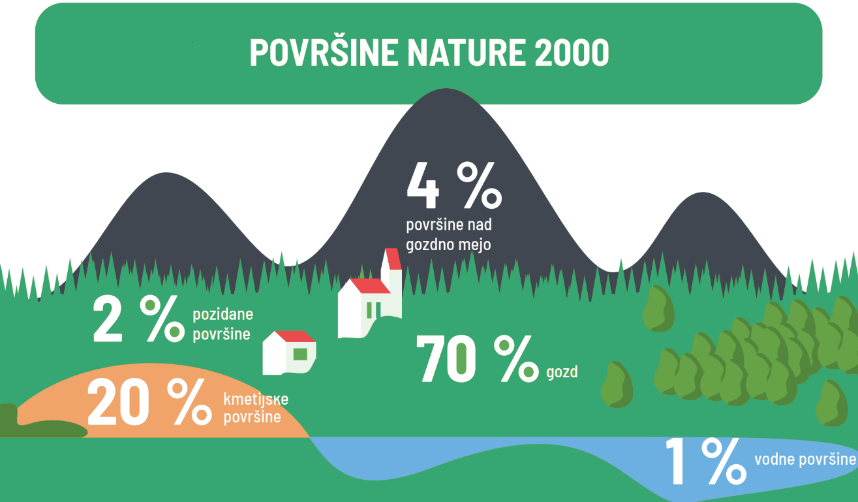 POVRŠINE NATURE 2000
4 %
površine nad
gozdno mejo
2 %
pozidane
površine
70 %
gozd
20 %
kmetijske
površine
1 %
vodne površine